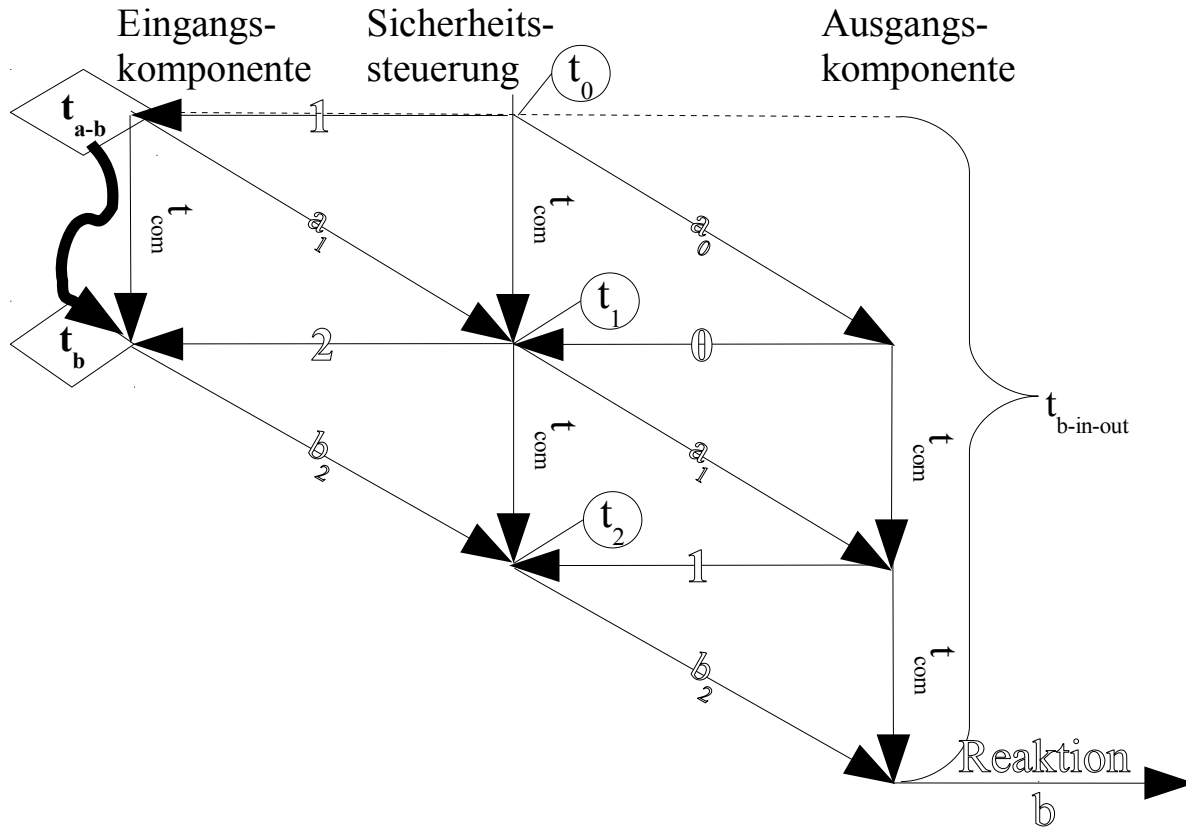 Eingangs-
komponente
Sicherheits-
steuerung
Ausgangs-
komponente
t0
ta-b
1
tcom
a1
tcom
a0
t1
tb
2
0
tb-in-out
b2
tcom
a1
tcom
t2
1
b2
tcom
Reaktion
b